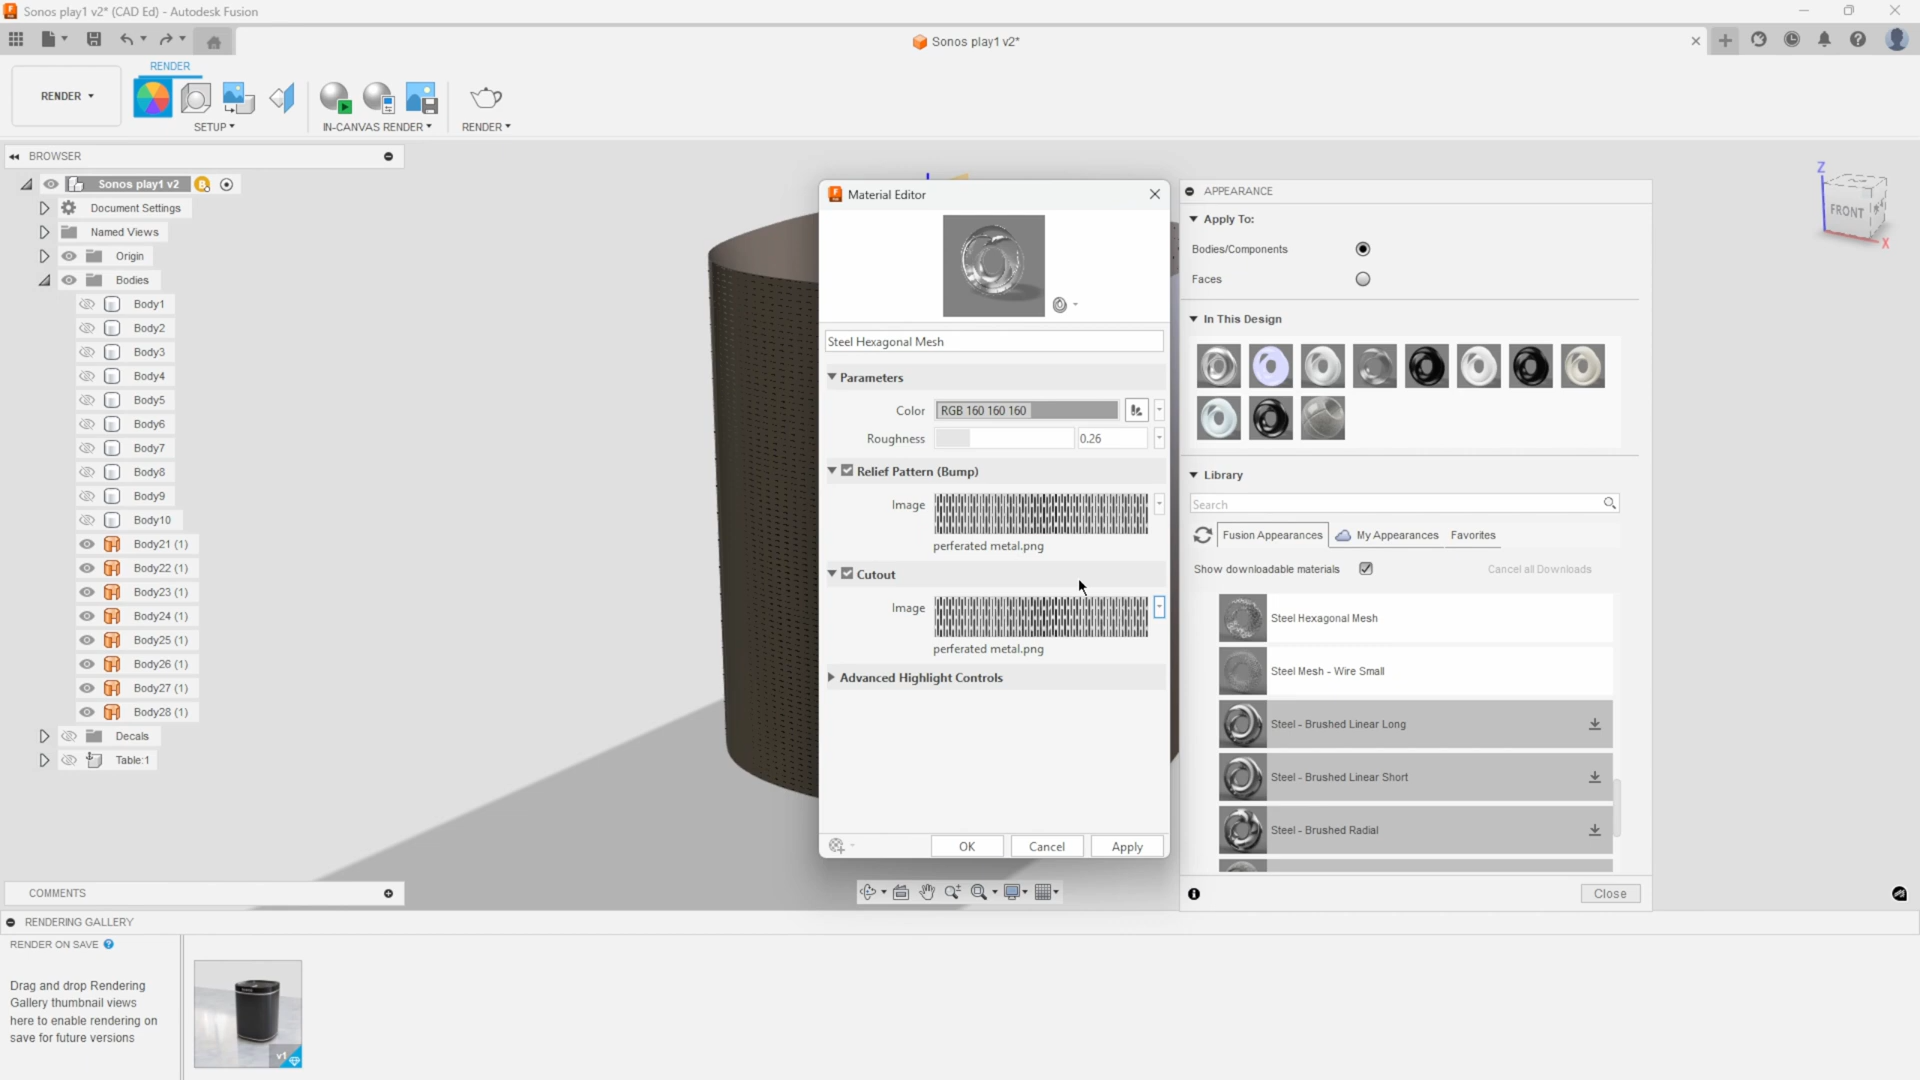 Sonos play1 v2* (CAD Ed) - Autodesk Fusion
Sonos play1 v2*
RENDER
RENDER
SETUP
IN-CANVAS RENDER
RENDER
BROWSER
Sonos play1 v2
Document Settings
Named Views
Origin
Bodies
Body1
Body2
Body3
Body4
Body5
Body6
Body7
Body8
Body9
Body10
Body21 (1)
Body22 (1)
Body23 (1)
Body24 (1)
Body25 (1)
Body26 (1)
Body27 (1)
Body28 (1)
Decals
Table:1
COMMENTS
Material Editor
Steel Hexagonal Mesh
Parameters
Color RGB 160 160 160
Roughness 0.26
Relief Pattern (Bump)
Image
perferated metal.png
Cutout
Image
perferated metal.png
Advanced Highlight Controls
OK Cancel Apply
APPEARANCE
Apply To:
Bodies/Components
Faces
In This Design
Library
Search
Fusion Appearances My Appearances Favorites
Show downloadable materials Cancel all Downloads
Steel Hexagonal Mesh
Steel Mesh - Wire Small
Steel - Brushed Linear Long
Steel - Brushed Linear Short
Steel - Brushed Radial
Close
Z
FRONT
X
RENDERING GALLERY
RENDER ON SAVE
Drag and drop Rendering
Gallery thumbnail views
here to enable rendering on
save for future versions
v1